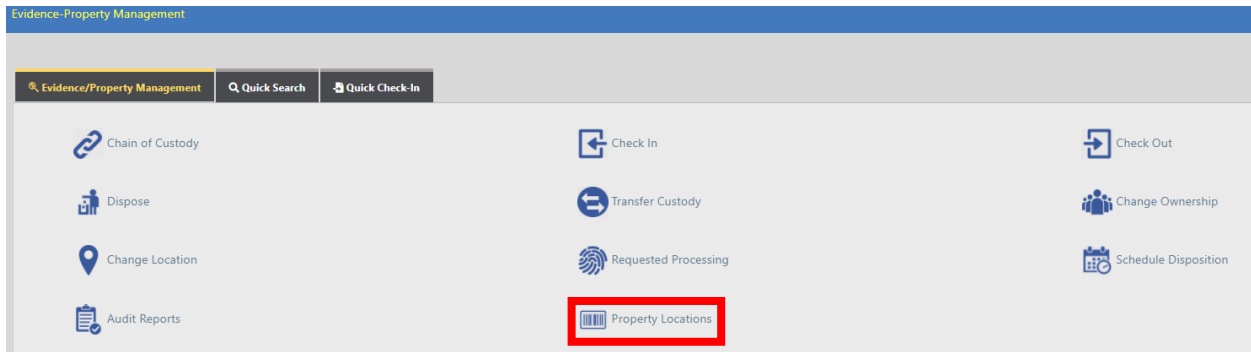 Evidence-Property Management
Evidence/Property Management Quick Search Quick Check-In
Chain of Custody Check In Check Out
Dispose Transfer Custody Change Ownership
Change Location Requested Processing Schedule Disposition
Audit Reports Property Locations